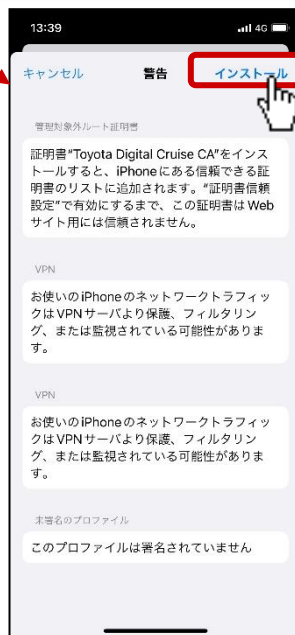 13:39
4G
キャンセル
警告
インストール
管理対象外ルート証明書
証明書“Toyota Digital Cruise CA”をインス
トールすると、iPhoneにある信頼できる証
明書のリストに追加されます。“証明書信頼
設定”で有効にするまで、この証明書はWeb
サイト用には信頼されません。
VPN
お使いのiPhoneのネットワークトラフィッ
クはVPNサーバより保護、フィルタリン
グ、または監視されている可能性がありま
す。
VPN
お使いのiPhoneのネットワークトラフィッ
クはVPNサーバより保護、フィルタリン
グ、または監視されている可能性がありま
す。
未署名のプロファイル
このプロファイルは署名されていません